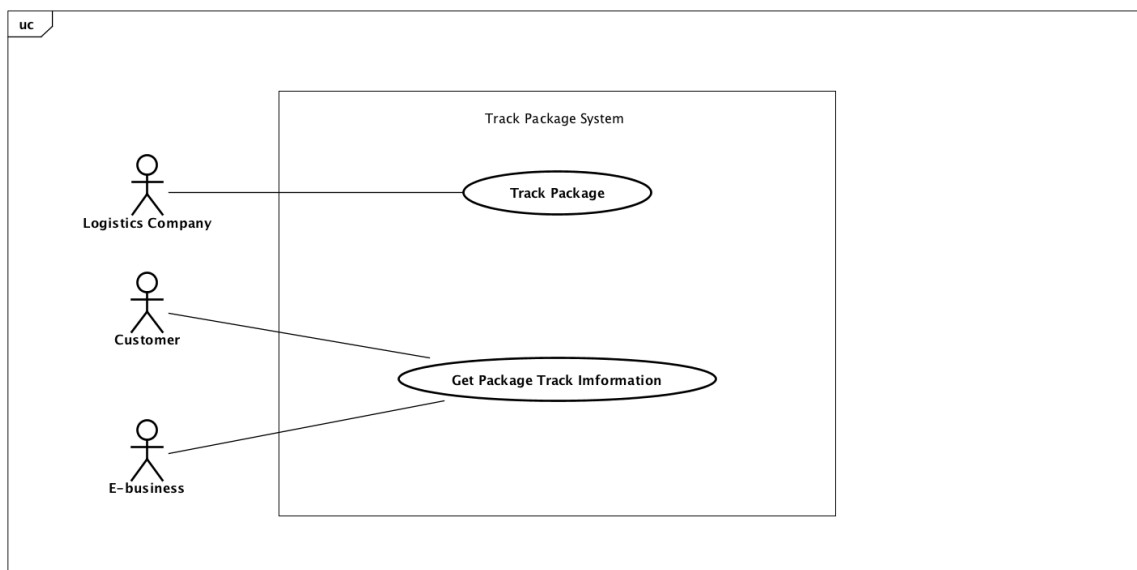 uc
Track Package System
Track Package
Logistics Company
Customer
Get Package Track Imformation
E-business